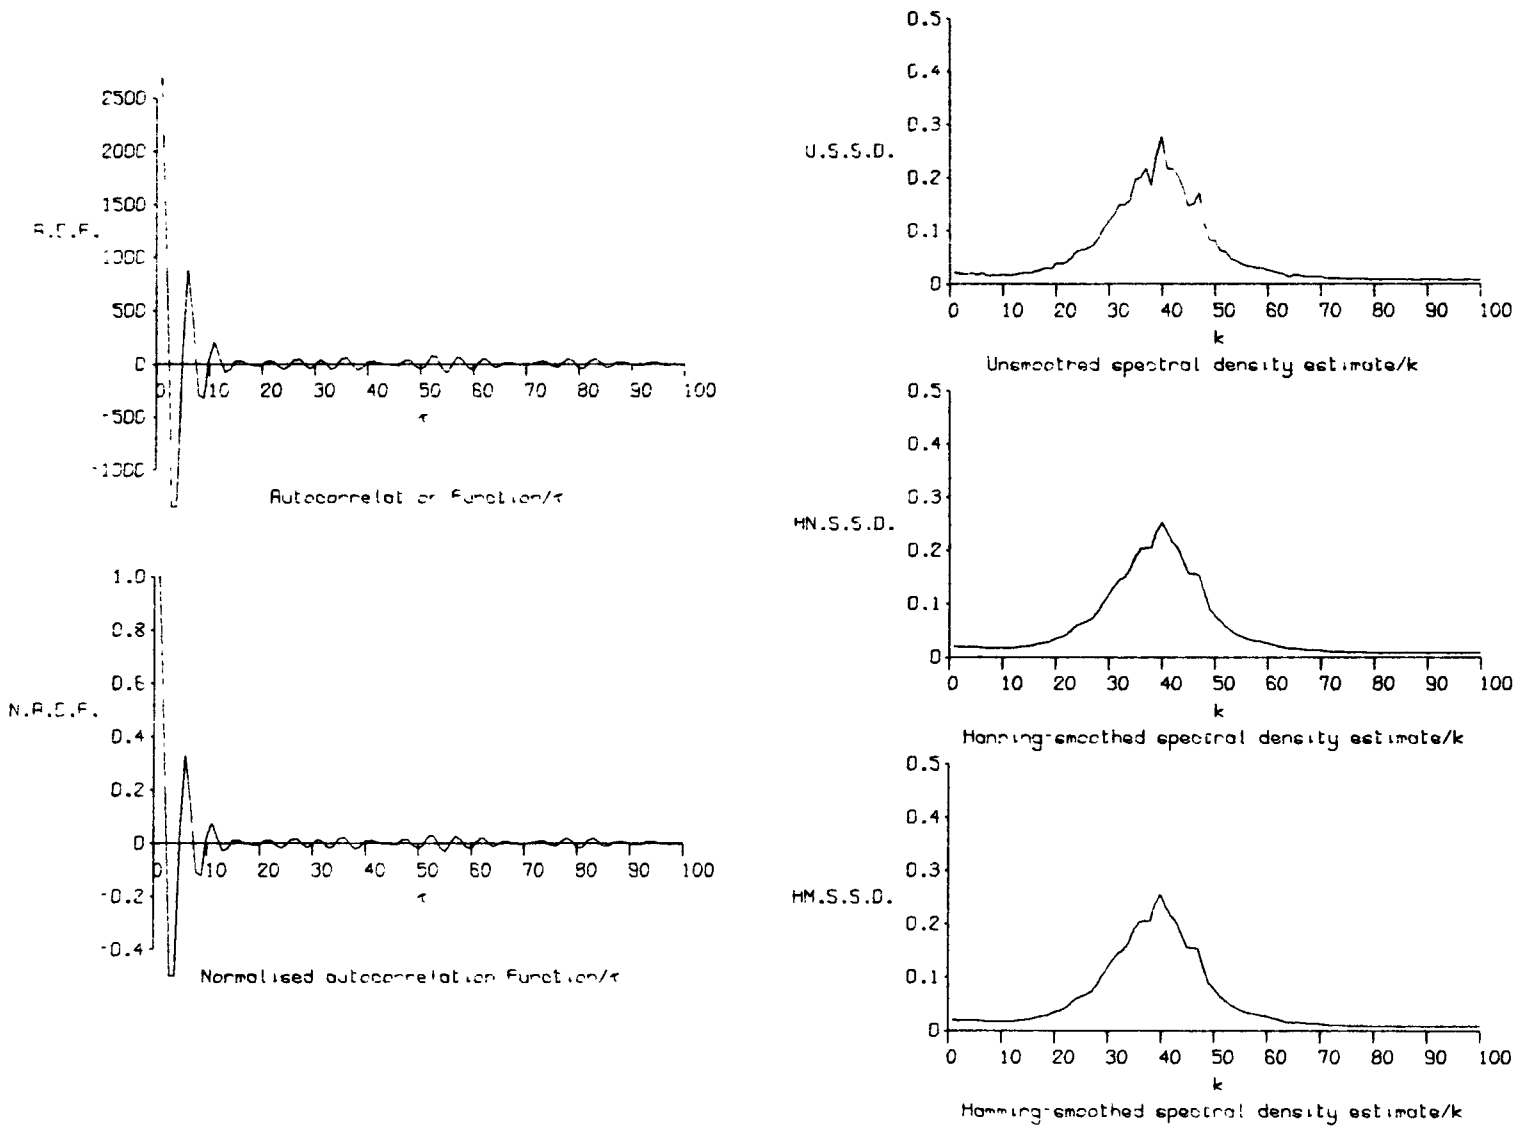 2500
2000
1500
A.C.F.
1000
500
0
-500
-1000
0 10 20 30 40 50 60 70 80 90 100
τ
Autocorrelation function/τ
1.0
0.8
0.6
N.A.C.F.
0.4
0.2
0
-0.2
-0.4
0 10 20 30 40 50 60 70 80 90 100
τ
Normalised autocorrelation function/τ
0.5
0.4
0.3
U.S.S.D.
0.2
0.1
0
0 10 20 30 40 50 60 70 80 90 100
k
Unsmoothed spectral density estimate/k
0.5
0.4
0.3
HN.S.S.D.
0.2
0.1
0
0 10 20 30 40 50 60 70 80 90 100
k
Hanning-smoothed spectral density estimate/k
0.5
0.4
0.3
HM.S.S.D.
0.2
0.1
0
0 10 20 30 40 50 60 70 80 90 100
k
Hamming-smoothed spectral density estimate/k